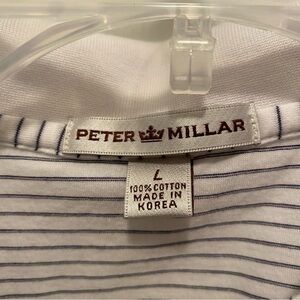 PETER MILLAR
L
100% COTTON
MADE IN
KOREA